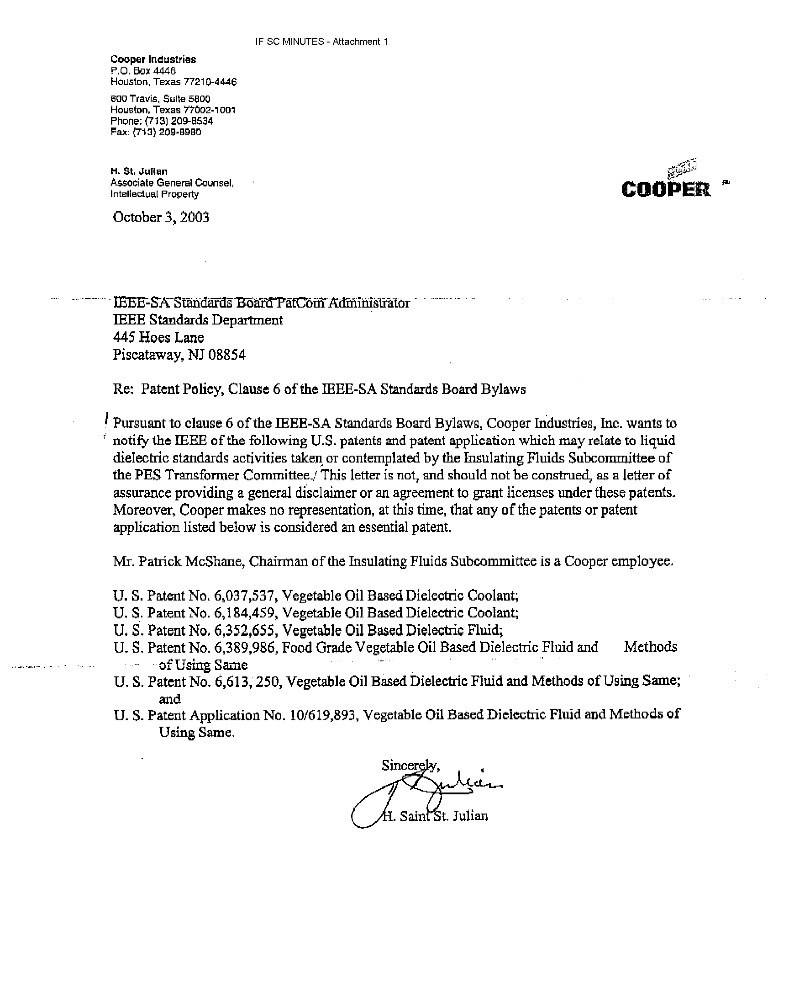 IF SC MINUTES - Attachment 1
Cooper Industries
P.O. Box 4446
Houston, Texas 77210-4446
600 Travis, Suite 5800
Houston, Texas 77002-1001
Phone: (713) 209-8534
Fax: (713) 209-8980
H. St. Julian
Associate General Counsel,
Intellectual Property
COOPER
October 3, 2003
IEEE-SA Standards Board PatCom Administrator
IEEE Standards Department
445 Hoes Lane
Piscataway, NJ 08854
Re: Patent Policy, Clause 6 of the IEEE-SA Standards Board Bylaws
Pursuant to clause 6 of the IEEE-SA Standards Board Bylaws, Cooper Industries, Inc. wants to
notify the IEEE of the following U.S. patents and patent application which may relate to liquid
dielectric standards activities taken or contemplated by the Insulating Fluids Subcommittee of
the PES Transformer Committee./ This letter is not, and should not be construed, as a letter of
assurance providing a general disclaimer or an agreement to grant licenses under these patents.
Moreover, Cooper makes no representation, at this time, that any of the patents or patent
application listed below is considered an essential patent.
Mr. Patrick McShane, Chairman of the Insulating Fluids Subcommittee is a Cooper employee.
U. S. Patent No. 6,037,537, Vegetable Oil Based Dielectric Coolant;
U. S. Patent No. 6,184,459, Vegetable Oil Based Dielectric Coolant;
U. S. Patent No. 6,352,655, Vegetable Oil Based Dielectric Fluid;
U. S. Patent No. 6,389,986, Food Grade Vegetable Oil Based Dielectric Fluid and Methods
of Using Same
U. S. Patent No. 6,613, 250, Vegetable Oil Based Dielectric Fluid and Methods of Using Same;
and
U. S. Patent Application No. 10/619,893, Vegetable Oil Based Dielectric Fluid and Methods of
Using Same.
Sincerely,
H. Saint St. Julian